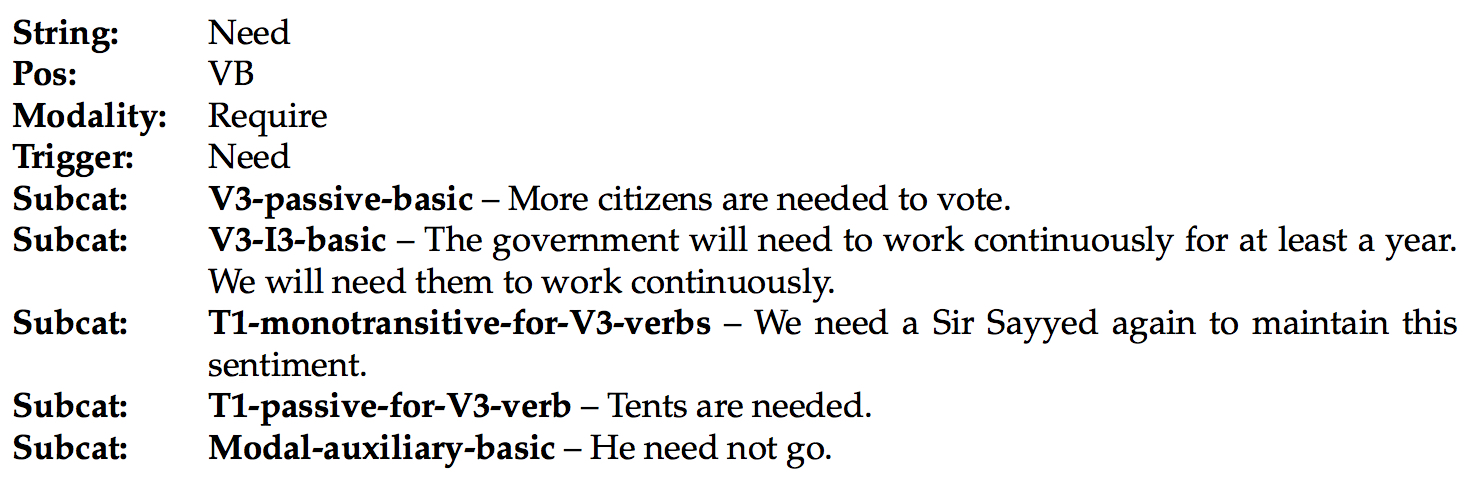 String: Need
Pos: VB
Modality: Require
Trigger: Need
Subcat: V3-passive-basic – More citizens are needed to vote.
Subcat: V3-I3-basic – The government will need to work continuously for at least a year.
We will need them to work continuously.
Subcat: T1-monotransitive-for-V3-verbs – We need a Sir Sayyed again to maintain this
sentiment.
Subcat: T1-passive-for-V3-verb – Tents are needed.
Subcat: Modal-auxiliary-basic – He need not go.